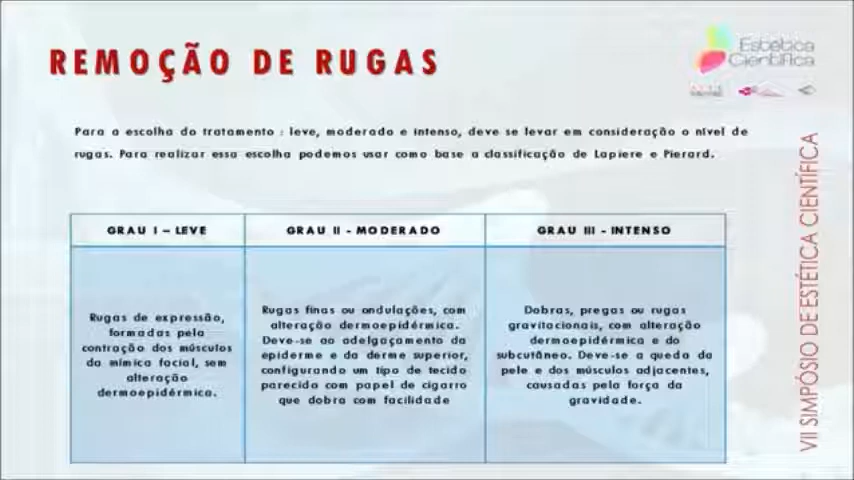 REMOÇÃO DE RUGAS
Estética
Científica
Para a escolha do tratamento : leve, moderado e intenso, deve se levar em consideração o nível de
rugas. Para realizar essa escolha podemos usar como base a classificação de Lapiere e Pierard.
GRAU I – LEVE
GRAU II - MODERADO
GRAU III - INTENSO
Rugas de expressão,
formadas pela
contração dos músculos
da mímica facial, sem
alteração
dermoepidérmica.
Rugas finas ou ondulações, com
alteração dermoepidérmica.
Deve-se ao adelgaçamento da
epiderme e da derme superior,
configurando um tipo de tecido
parecido com papel de cigarro
que dobra com facilidade
Dobras, pregas ou rugas
gravitacionais, com alteração
dermoepidérmica e do
subcutâneo. Deve-se a queda da
pele e dos músculos adjacentes,
causadas pela força da
gravidade.
VII SIMPÓSIO DE ESTÉTICA CIENTÍFICA